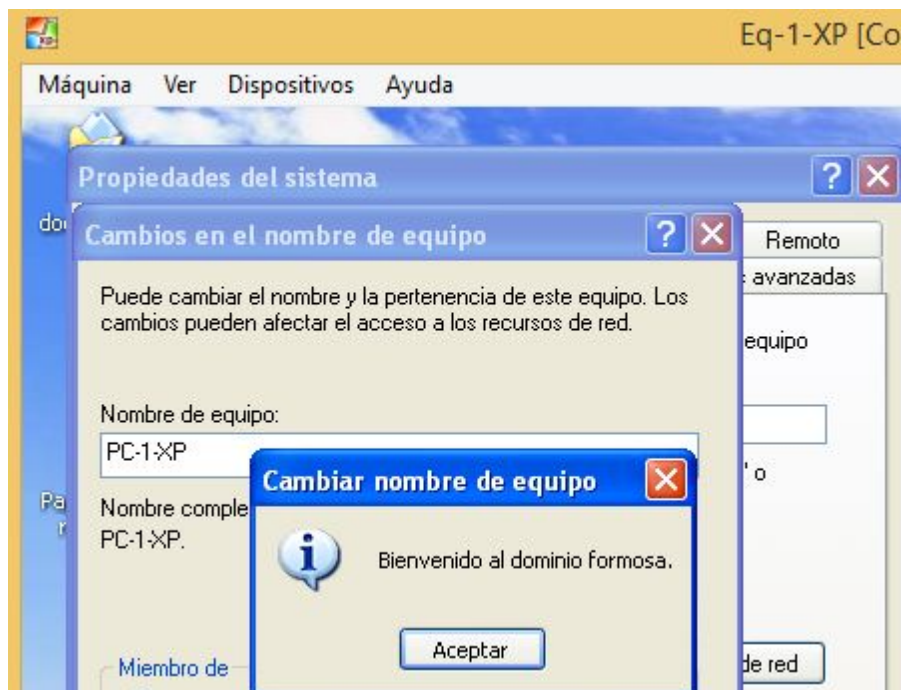 Eq-1-XP [Co
Máquina Ver Dispositivos Ayuda
Propiedades del sistema
Cambios en el nombre de equipo
Remoto
avanzadas
Puede cambiar el nombre y la pertenencia de este equipo. Los
cambios pueden afectar el acceso a los recursos de red.
equipo
Nombre de equipo:
PC-1-XP
' o
Cambiar nombre de equipo
Nombre comple
PC-1-XP.
Bienvenido al dominio formosa.
Aceptar
Miembro de
de red